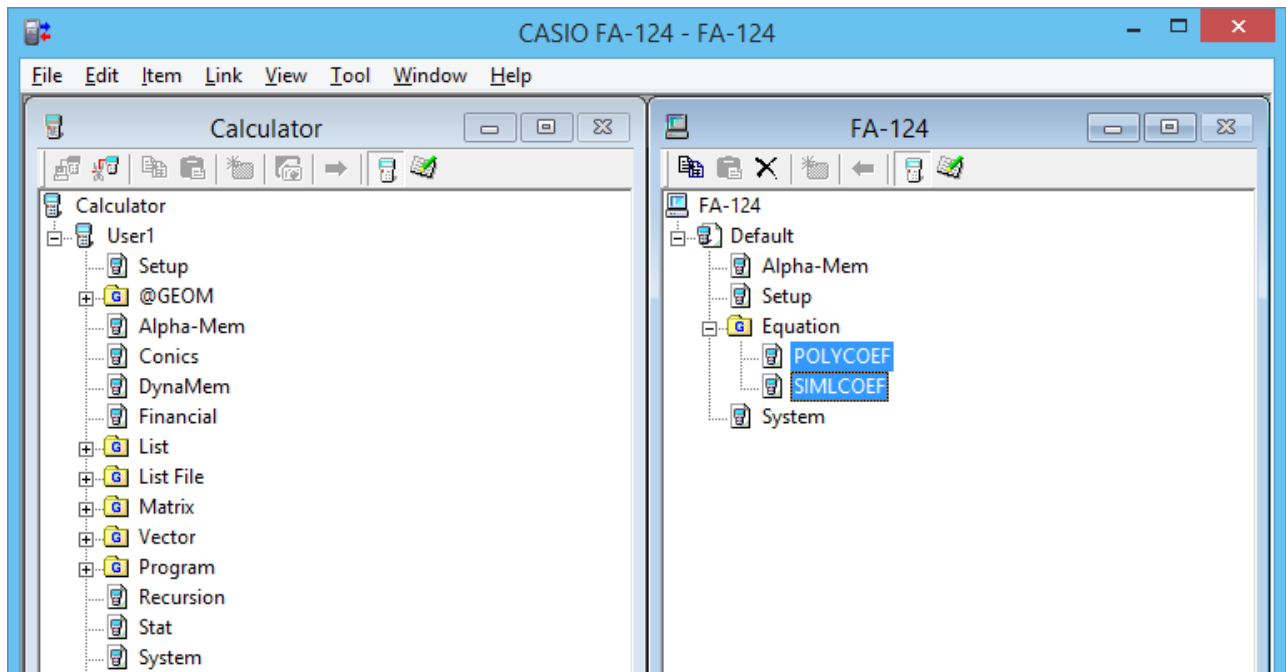 CASIO FA-124 - FA-124
File Edit Item Link View Tool Window Help
Calculator
Calculator
User1
Setup
@GEOM
Alpha-Mem
Conics
DynaMem
Financial
List
List File
Matrix
Vector
Program
Recursion
Stat
System
FA-124
FA-124
Default
Alpha-Mem
Setup
Equation
POLYCOEF
SIMLCOEF
System